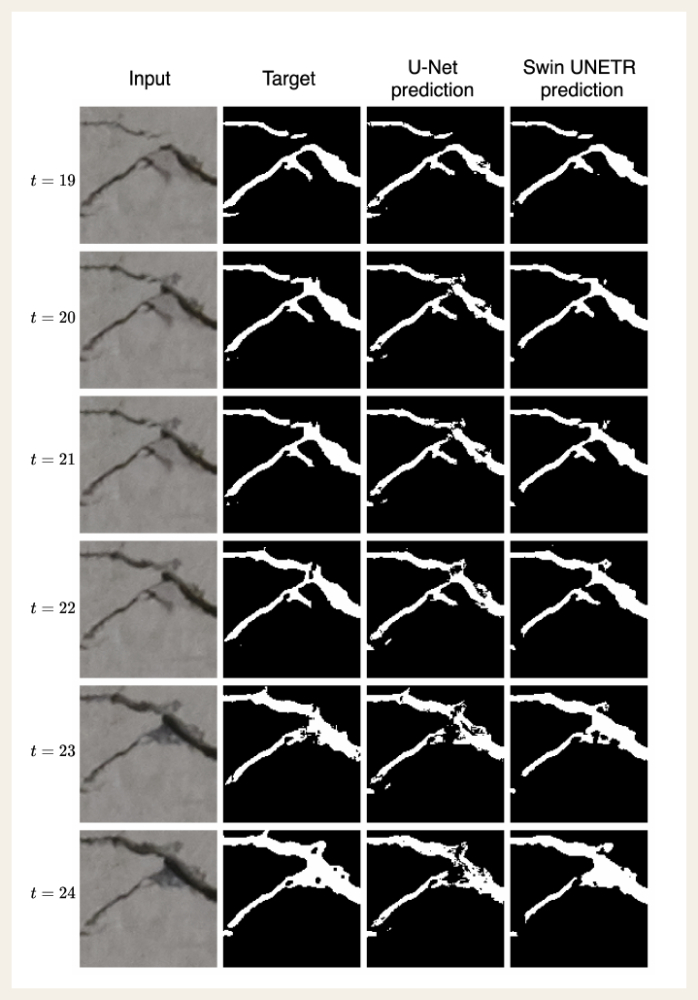 Input
Target
U-Net
prediction
Swin UNETR
prediction
t = 19
t = 20
t = 21
t = 22
t = 23
t = 24